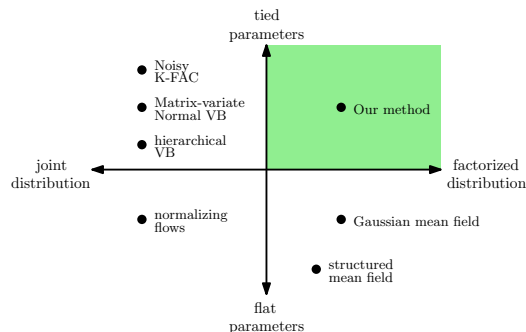 tied
parameters
Noisy
K-FAC
Matrix-variate
Normal VB
Our method
hierarchical
VB
joint
distribution
factorized
distribution
normalizing
flows
Gaussian mean field
structured
mean field
flat
parameters